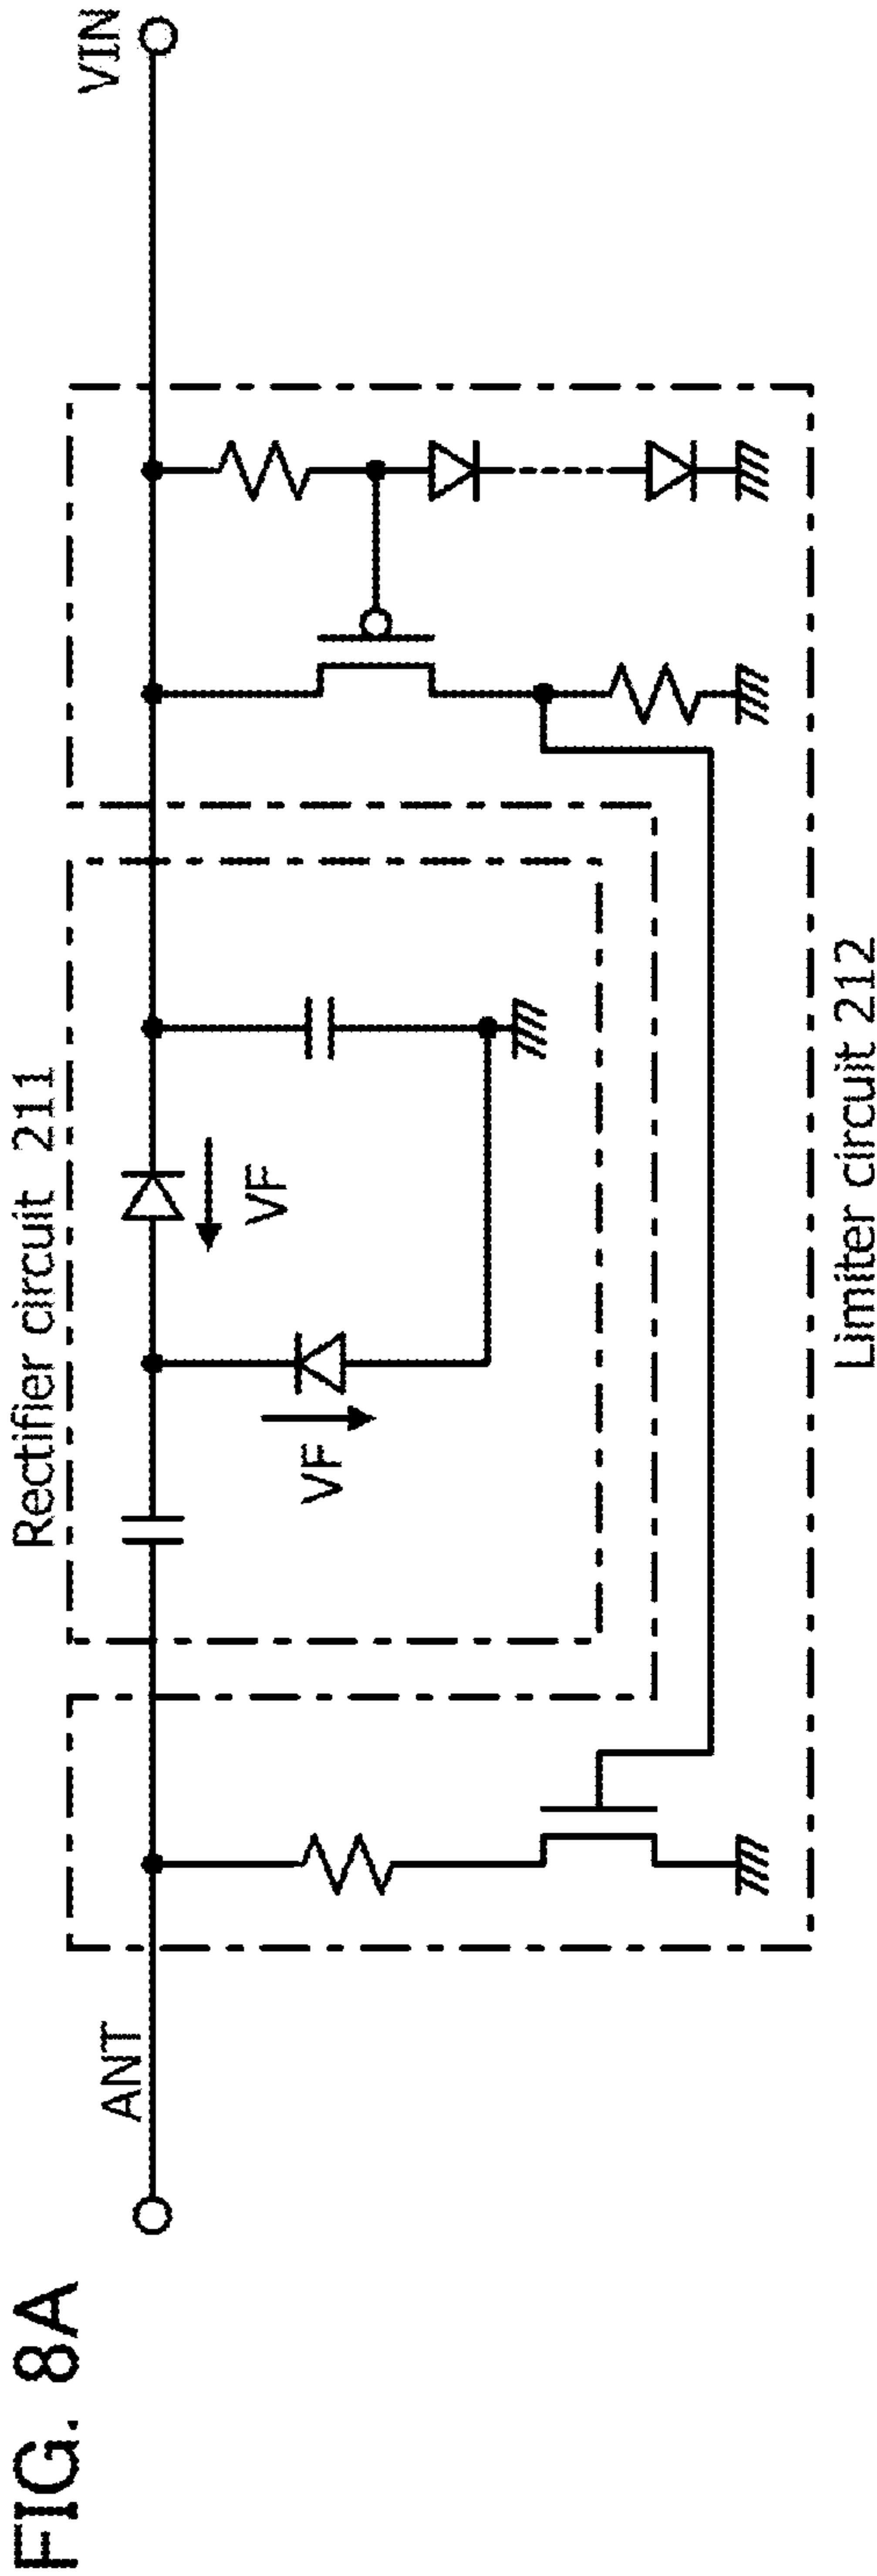 FIG. 8A
Rectifier circuit 211
ANT
VIN
VF
VF
Limiter circuit 212